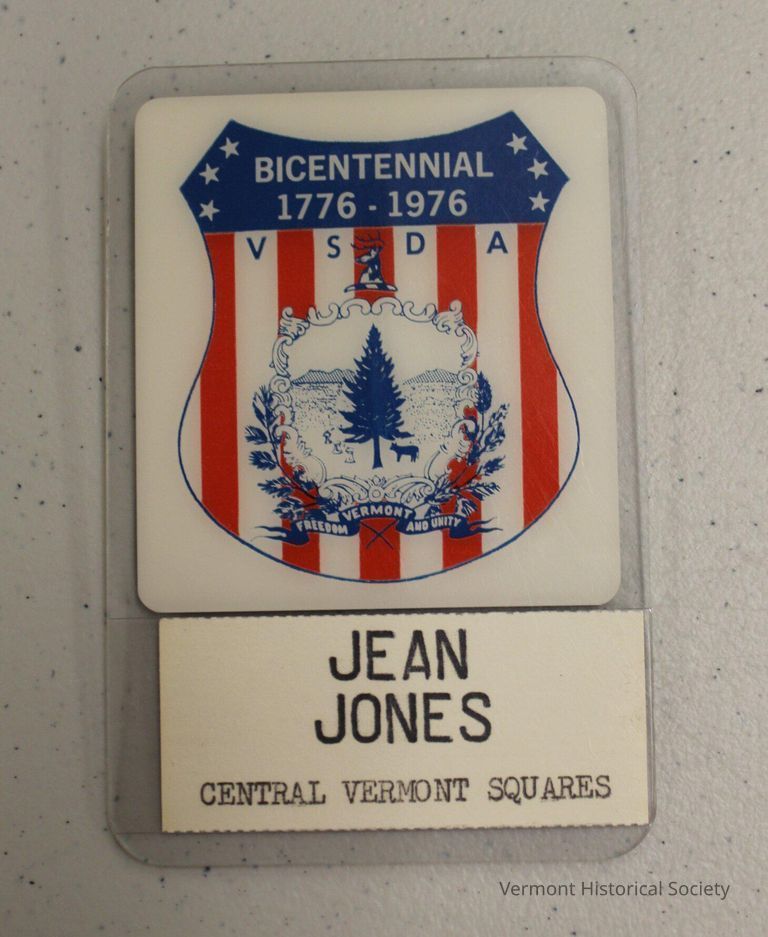 BICENTENNIAL
1776 - 1976
V S D A
VERMONT
FREEDOM AND UNITY
JEAN
JONES
CENTRAL VERMONT SQUARES
Vermont Historical Society